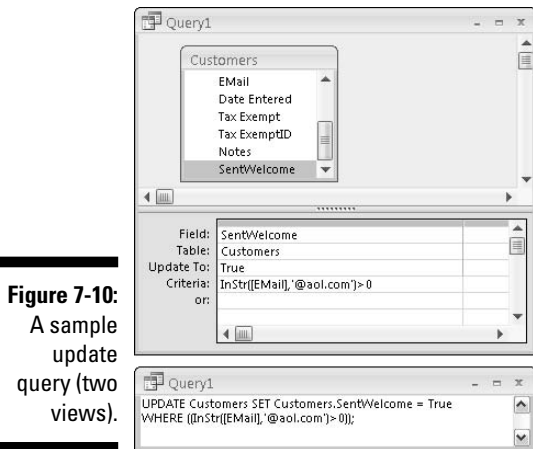 Query1
Customers
EMail
Date Entered
Tax Exempt
Tax ExemptID
Notes
SentWelcome
Field: SentWelcome
Table: Customers
Update To: True
Criteria: InStr([EMail],'@aol.com')>0
or:
Figure 7-10:
A sample
update
query (two
views).
Query1
UPDATE Customers SET Customers.SentWelcome = True
WHERE ((InStr([EMail],'@aol.com')>0));